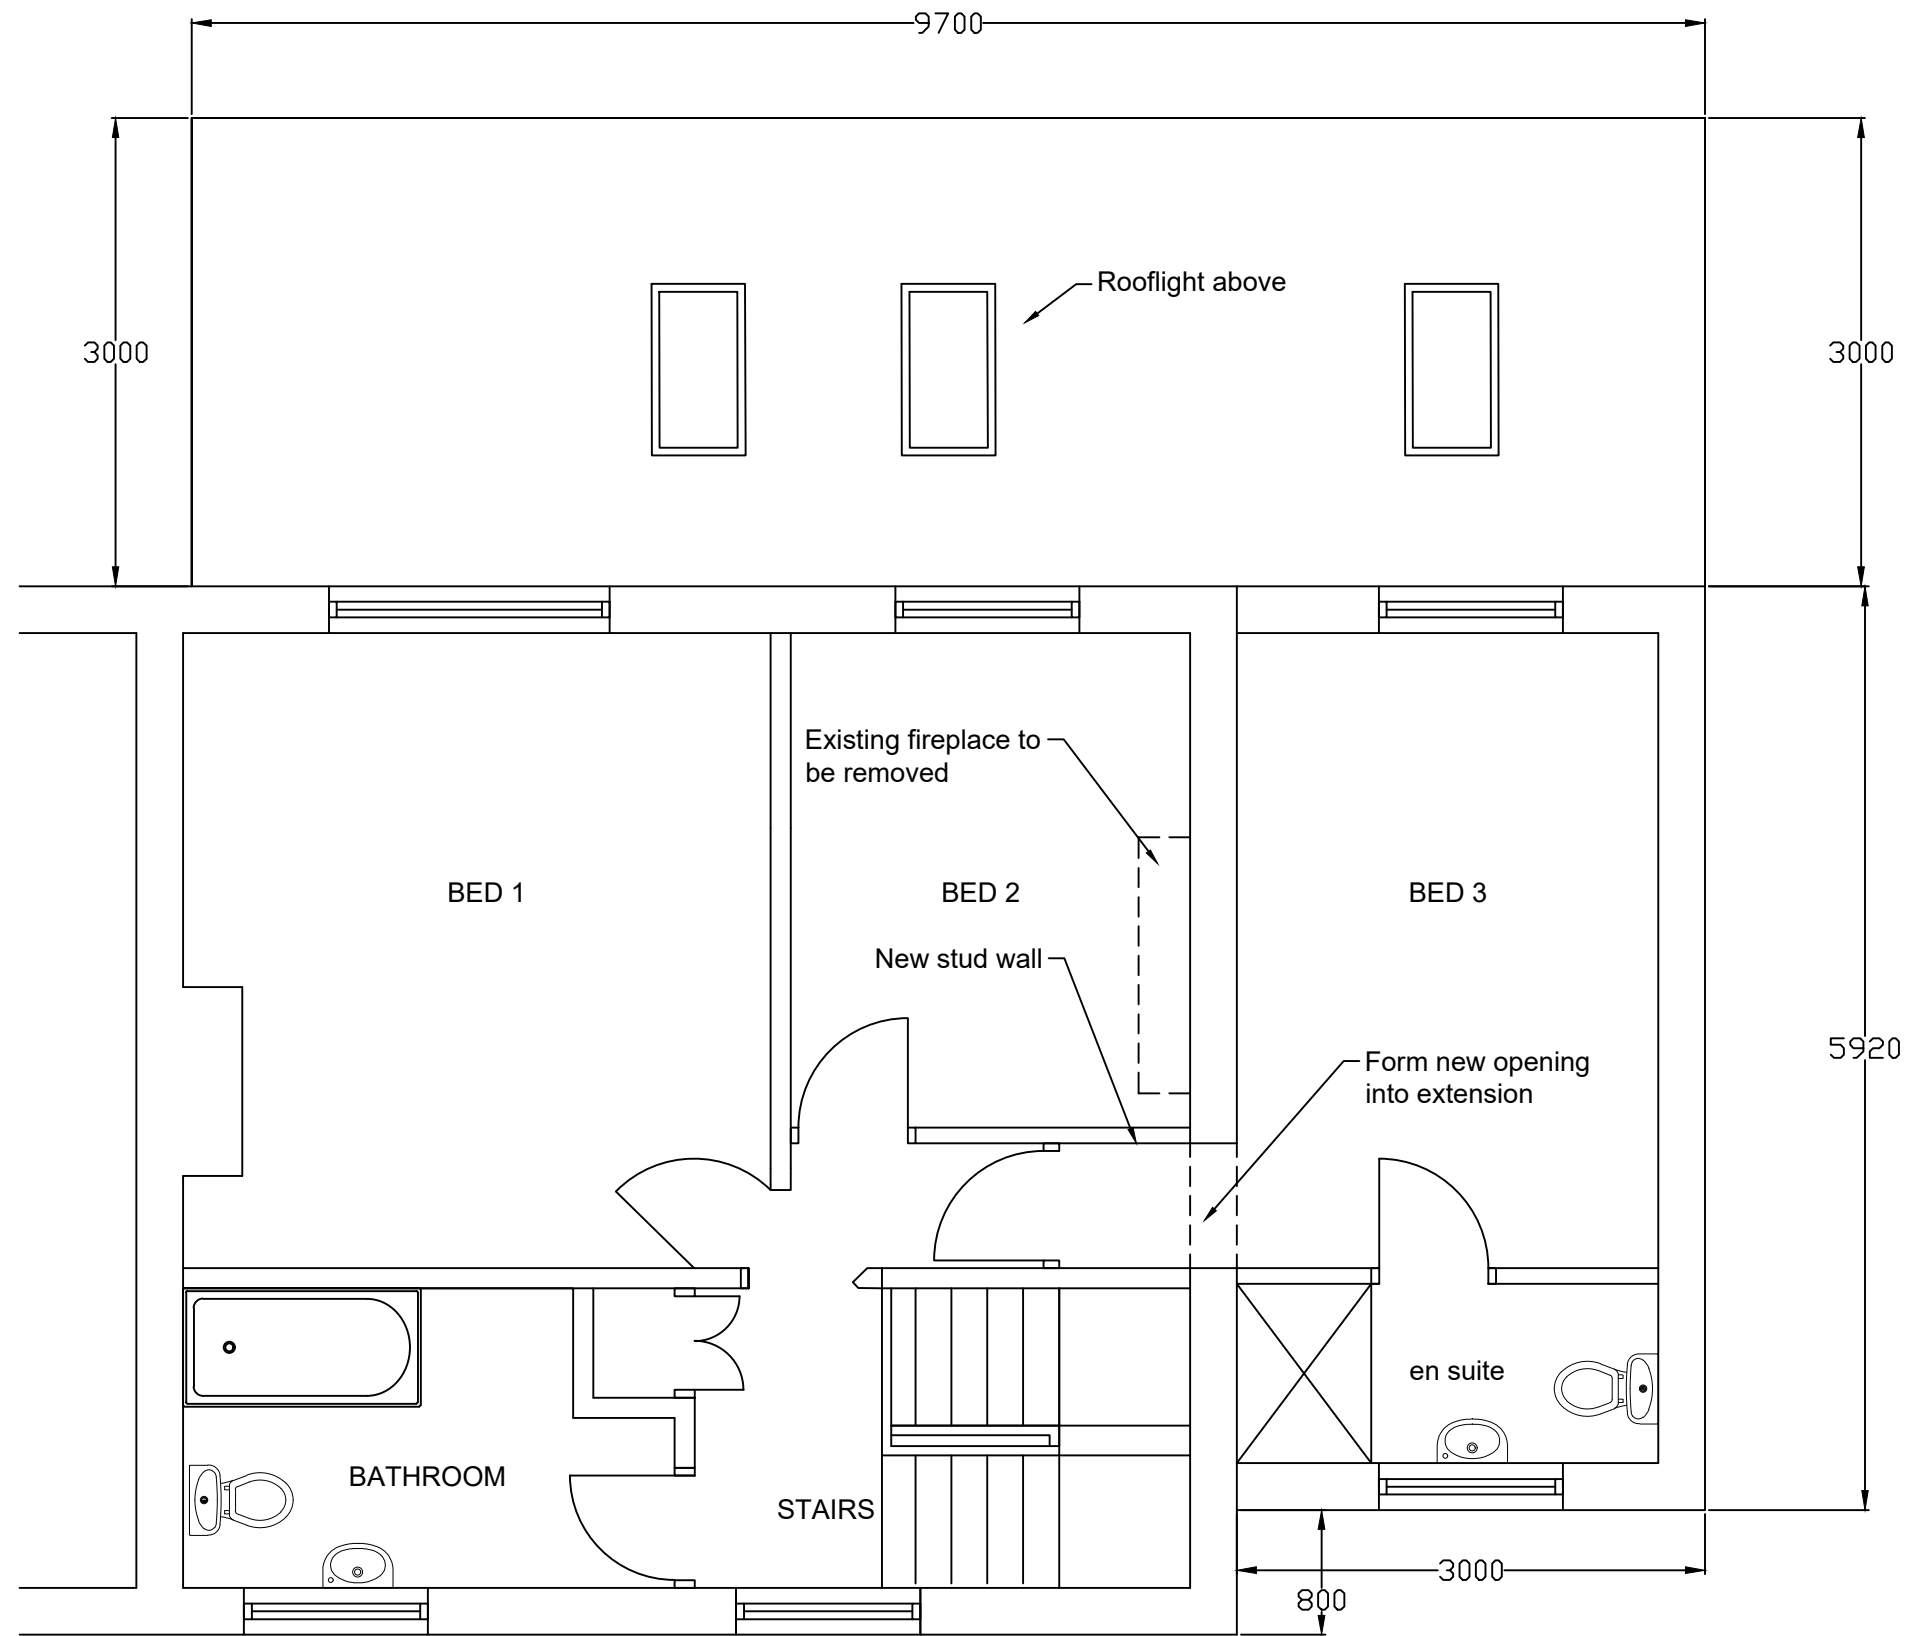 9700
Rooflight above
3000
3000
Existing fireplace to
be removed
BED 1
BED 2
BED 3
New stud wall
Form new opening
into extension
5920
en suite
BATHROOM
STAIRS
3000
800